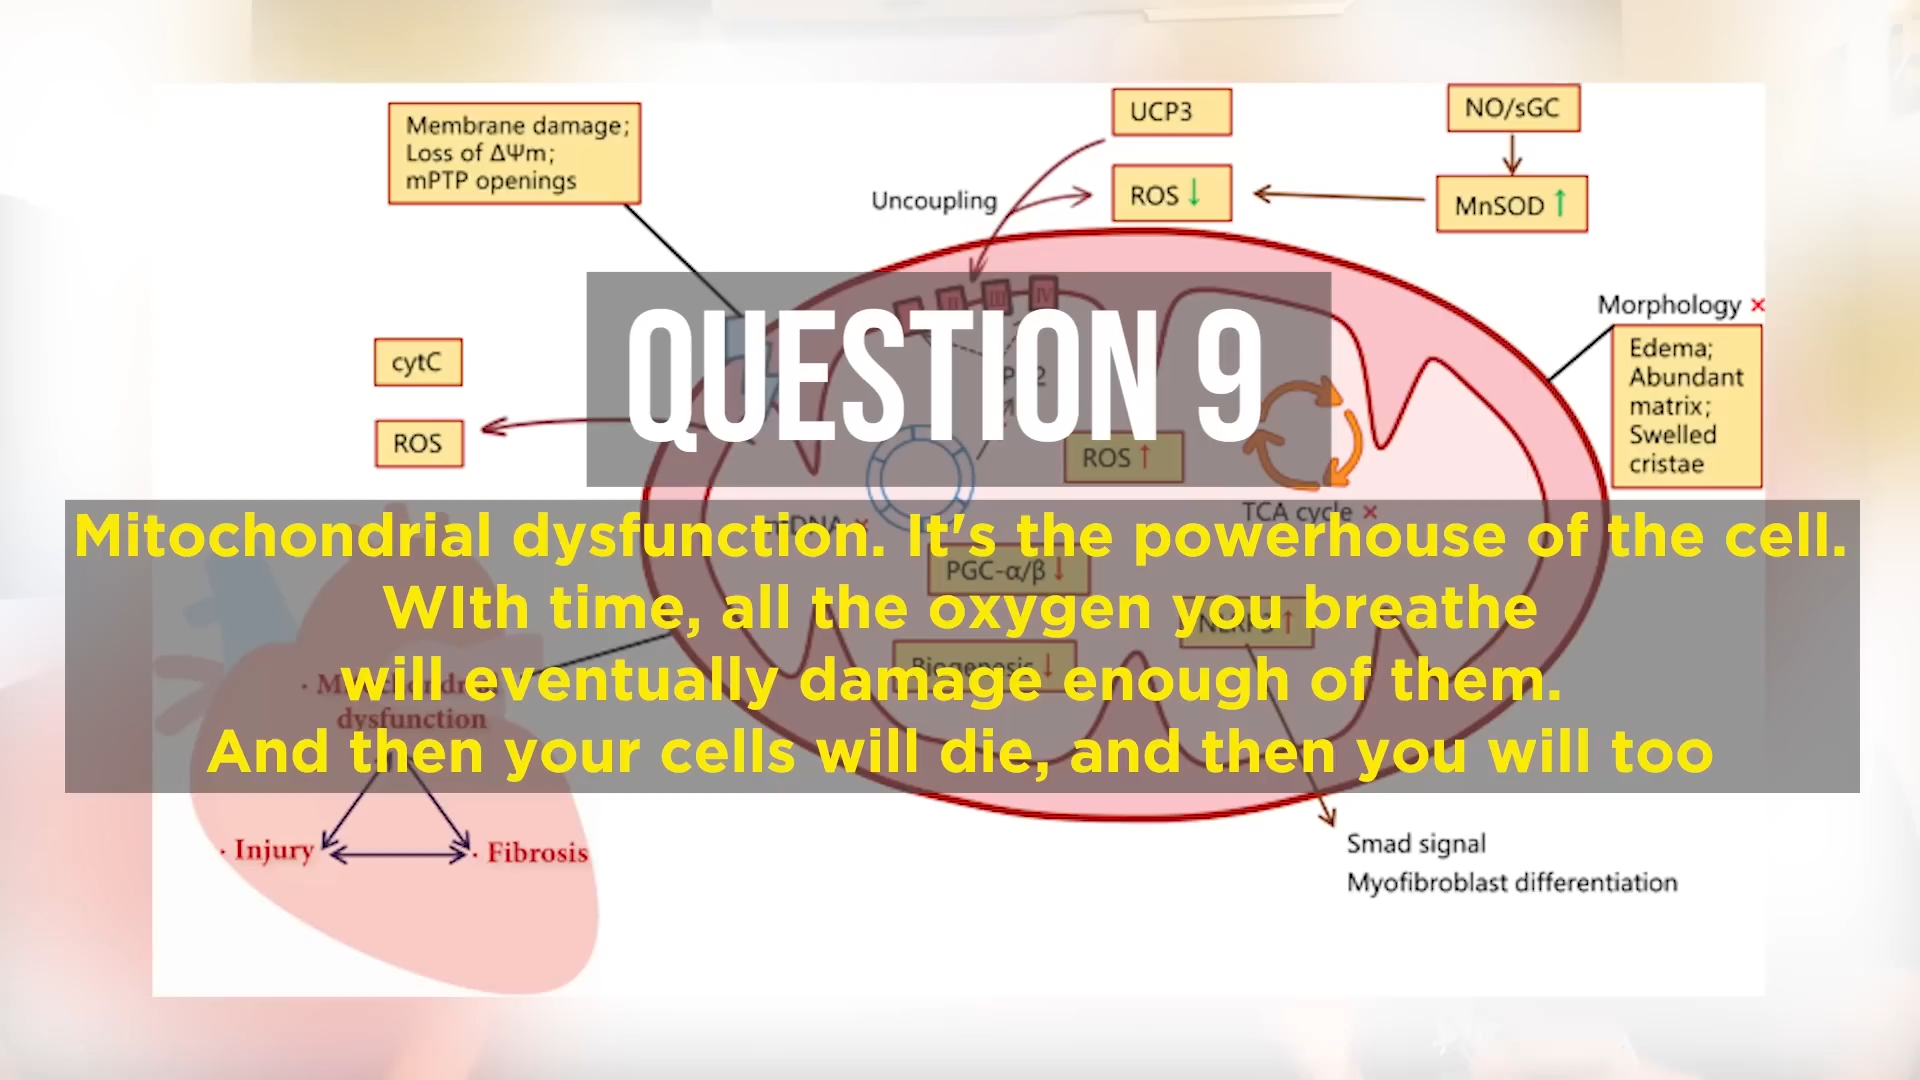 Membrane damage;
Loss of ΔΨm;
mPTP openings
UCP3
NO/sGC
Uncoupling
ROS ↓
MnSOD ↑
Morphology ×
Edema;
Abundant
matrix;
Swelled
cristae
cytC
ROS
III
IV
QUESTION 9
ROS ↑
TCA cycle ×
Mitochondrial dysfunction. It's the powerhouse of the cell.
WIth time, all the oxygen you breathe
will eventually damage enough of them.
And then your cells will die, and then you will too
PGC-α/β ↓
Biogenesis ↓
dysfunction
· Injury
· Fibrosis
Smad signal
Myofibroblast differentiation